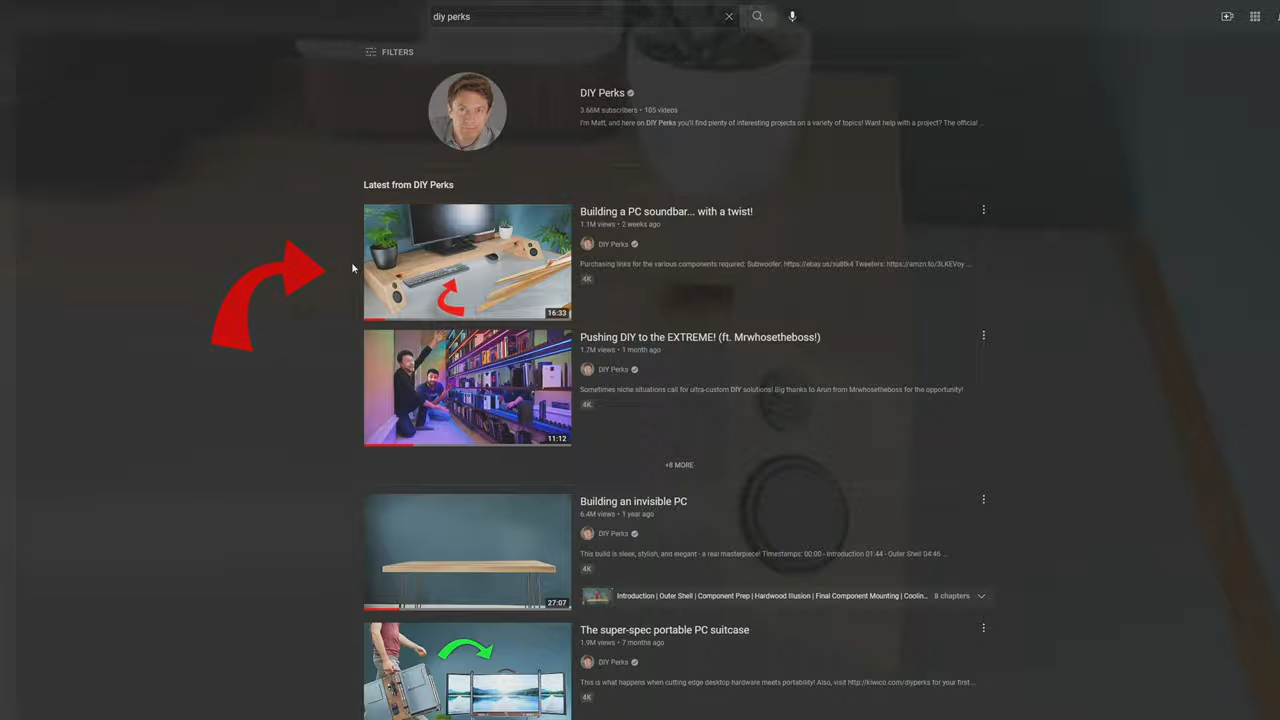 diy perks
FILTERS
DIY Perks
3.66M subscribers • 105 videos
I'm Matt, and here on DIY Perks you'll find plenty of interesting projects on a variety of topics! Want help with a project? The official ...
Latest from DIY Perks
Building a PC soundbar... with a twist!
1.1M views • 2 weeks ago
DIY Perks
Purchasing links for the various components required: Subwoofer: https://ebay.us/su8tk4 Tweeters: https://amzn.to/3LKEVoy ...
4K
16:33
Pushing DIY to the EXTREME! (ft. Mrwhosetheboss!)
1.7M views • 1 month ago
DIY Perks
Sometimes niche situations call for ultra-custom DIY solutions! Big thanks to Arun from Mrwhosetheboss for the opportunity!
4K
11:12
+8 MORE
Building an invisible PC
6.4M views • 1 year ago
DIY Perks
This build is sleek, stylish, and elegant - a real masterpiece! Timestamps: 00:00 - Introduction 01:44 - Outer Shell 04:46 ...
4K
27:07
Introduction | Outer Shell | Component Prep | Hardwood Illusion | Final Component Mounting | Coolin... 8 chapters
The super-spec portable PC suitcase
1.9M views • 7 months ago
DIY Perks
This is what happens when cutting edge desktop hardware meets portability! Also, visit http://kiwico.com/diyperks for your first ...
4K